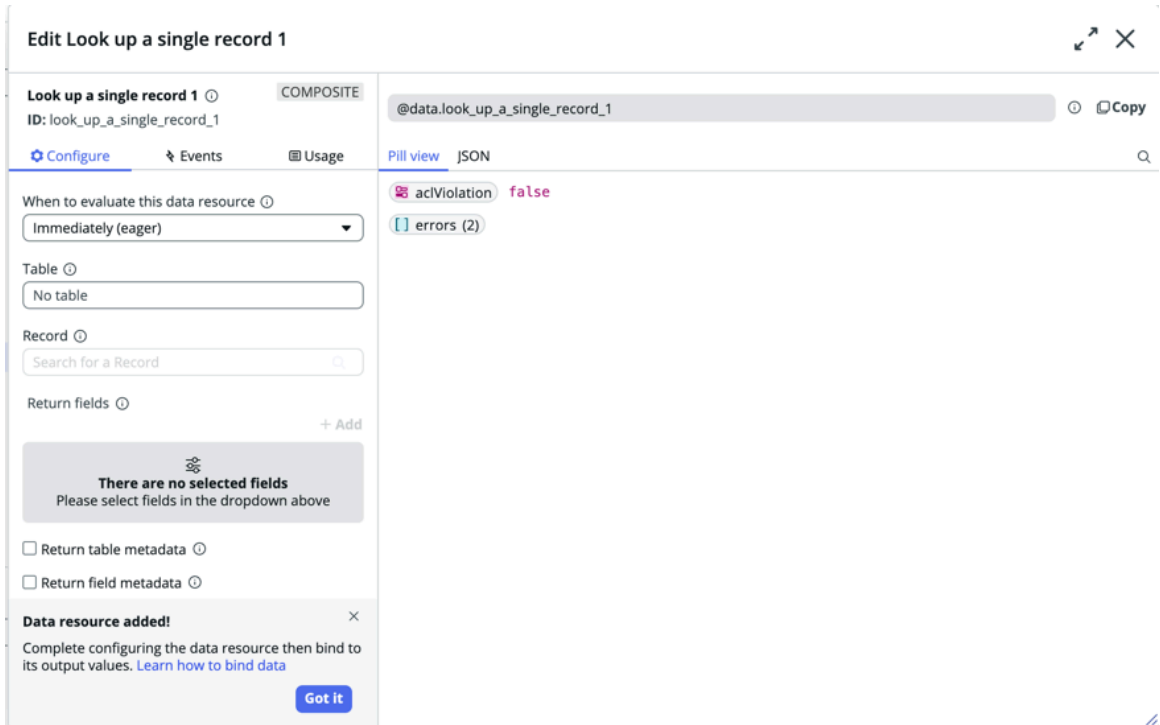 Edit Look up a single record 1
Look up a single record 1
COMPOSITE
ID: look_up_a_single_record_1
Configure
Events
Usage
When to evaluate this data resource
Immediately (eager)
Table
No table
Record
Search for a Record
Return fields
+ Add
There are no selected fields
Please select fields in the dropdown above
Return table metadata
Return field metadata
Data resource added!
Complete configuring the data resource then bind to
its output values. Learn how to bind data
Got it
@data.look_up_a_single_record_1
Copy
Pill view
JSON
aclViolation false
[] errors (2)